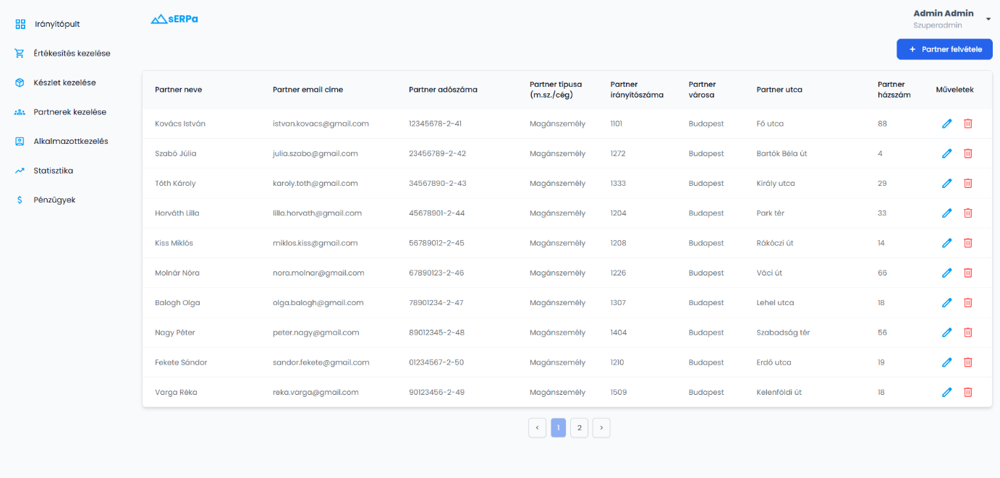 Irányítópult
Értékesítés kezelése
Készlet kezelése
Partnerek kezelése
Alkalmazottkezelés
Statisztika
Pénzügyek
sERPa
Admin Admin
Szuperadmin
+ Partner felvétele
Partner neve Partner email címe Partner adószáma Partner típusa (m.sz./cég) Partner irányítószáma Partner városa Partner utca Partner házszám Műveletek
Kovács István istvan.kovacs@gmail.com 12345678-2-41 Magánszemély 1101 Budapest Fő utca 88
Szabó Júlia julia.szabo@gmail.com 23456789-2-42 Magánszemély 1272 Budapest Bartók Béla út 4
Tóth Károly karoly.toth@gmail.com 34567890-2-43 Magánszemély 1333 Budapest Király utca 29
Horváth Lilla lilla.horvath@gmail.com 45678901-2-44 Magánszemély 1204 Budapest Park tér 33
Kiss Miklós miklos.kiss@gmail.com 56789012-2-45 Magánszemély 1208 Budapest Rákóczi út 14
Molnár Nóra nora.molnar@gmail.com 67890123-2-46 Magánszemély 1226 Budapest Váci út 66
Balogh Olga olga.balogh@gmail.com 78901234-2-47 Magánszemély 1307 Budapest Lehel utca 18
Nagy Péter peter.nagy@gmail.com 89012345-2-48 Magánszemély 1404 Budapest Szabadság tér 56
Fekete Sándor sandor.fekete@gmail.com 01234567-2-50 Magánszemély 1210 Budapest Erdő utca 19
Varga Réka reka.varga@gmail.com 90123456-2-49 Magánszemély 1509 Budapest Kelenföldi út 18
‹ 1 2 ›